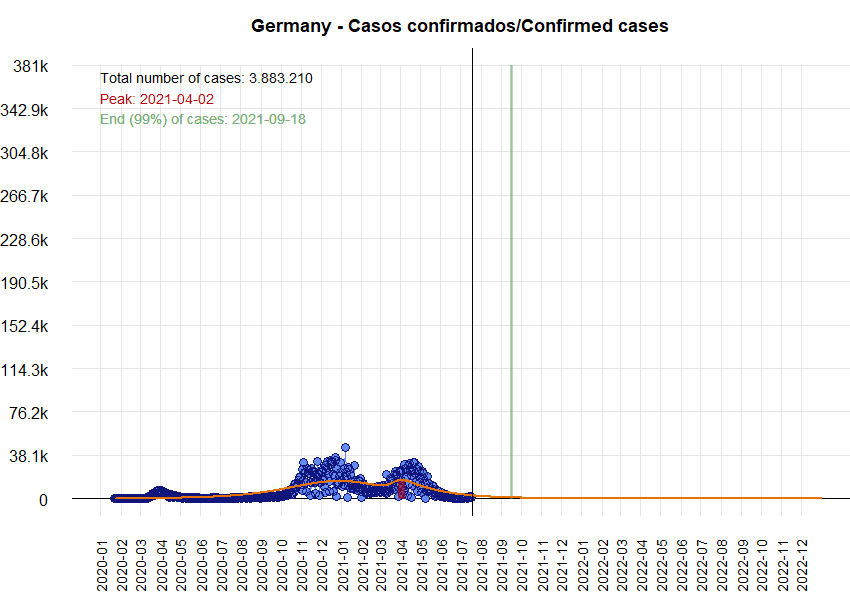 Germany - Casos confirmados/Confirmed cases
381k
342.9k
304.8k
266.7k
228.6k
190.5k
152.4k
114.3k
76.2k
38.1k
0
Total number of cases: 3.883.210
Peak: 2021-04-02
End (99%) of cases: 2021-09-18
2020-01
2020-02
2020-03
2020-04
2020-05
2020-06
2020-07
2020-08
2020-09
2020-10
2020-11
2020-12
2021-01
2021-02
2021-03
2021-04
2021-05
2021-06
2021-07
2021-08
2021-09
2021-10
2021-11
2021-12
2022-01
2022-02
2022-03
2022-04
2022-05
2022-06
2022-07
2022-08
2022-09
2022-10
2022-11
2022-12